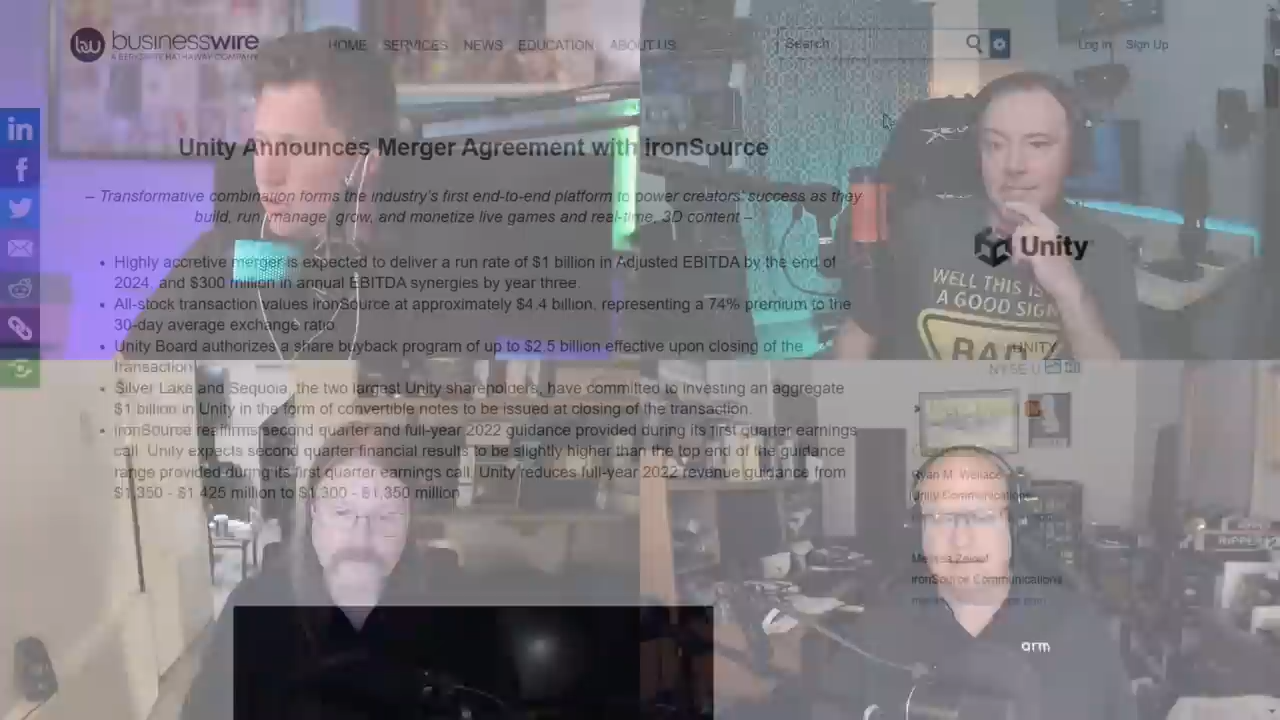 businesswire
A BERKSHIRE HATHAWAY COMPANY
HOME SERVICES NEWS EDUCATION ABOUT US
Search
Log In Sign Up
Unity Announces Merger Agreement with ironSource
– Transformative combination forms the industry's first end-to-end platform to power creators' success as they
build, run, manage, grow, and monetize live games and real-time, 3D content –
• Highly accretive merger is expected to deliver a run rate of $1 billion in Adjusted EBITDA by the end of
2024, and $300 million in annual EBITDA synergies by year three.
• All-stock transaction values ironSource at approximately $4.4 billion, representing a 74% premium to the
30-day average exchange ratio
• Unity Board authorizes a share buyback program of up to $2.5 billion effective upon closing of the
transaction
• Silver Lake and Sequoia, the two largest Unity shareholders, have committed to investing an aggregate
$1 billion in Unity in the form of convertible notes to be issued at closing of the transaction.
• ironSource reaffirms second quarter and full-year 2022 guidance provided during its first quarter earnings
call. Unity expects second quarter financial results to be slightly higher than the top end of the guidance
range provided during its first quarter earnings call. Unity reduces full-year 2022 revenue guidance from
$1,350 - $1,425 million to $1,300 - $1,350 million
in
f
Unity
WELL THIS IS
A GOOD SIGN
UNITY
NYSE:U
Ryan M. Wallace
Unity Communications
ironSource Communications
arm